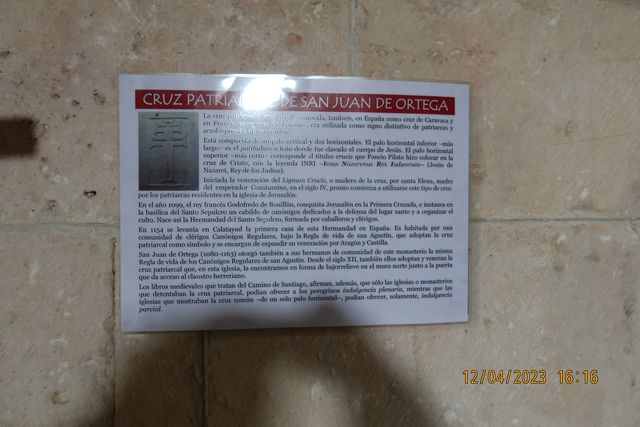 CRUZ PATRIARCAL DE SAN JUAN DE ORTEGA
La cruz conocida, también, en España como cruz de Caravaca y
en Francia era utilizada como signo distintivo de patriarcas y
arzobispos
Está compuesta de un palo vertical y dos horizontales. El palo horizontal inferior –más
largo– es el patibulum o leño donde fue clavado el cuerpo de Jesús. El palo horizontal
superior –más corto– corresponde al titulus crucis que Poncio Pilato hizo colocar en la
cruz de Cristo, con la leyenda INRI –Iesus Nazarenus Rex Iudaeorum– (Jesús de
Nazaret, Rey de los Judíos).
Iniciada la veneración del Lignum Crucis, o madero de la cruz, por santa Elena, madre
del emperador Constantino, en el siglo IV, pronto comienza a utilizarse este tipo de cruz
por los patriarcas residentes en la iglesia de Jerusalén.
En el año 1099, el rey francés Godofredo de Bouillón, conquista Jerusalén en la Primera Cruzada, e instaura en
la basílica del Santo Sepulcro un cabildo de canónigos dedicados a la defensa del lugar santo y a organizar el
culto. Nace así la Hermandad del Santo Sepulcro, formada por caballeros y clérigos.
En 1154 se levanta en Calatayud la primera casa de esta Hermandad en España. Es habitada por una
comunidad de clérigos Canónigos Regulares, bajo la Regla de vida de san Agustín, que adoptan la cruz
patriarcal como símbolo y se encargan de expandir su veneración por Aragón y Castilla.
San Juan de Ortega (1080-1163) otorgó también a sus hermanos de comunidad de este monasterio la misma
Regla de vida de los Canónigos Regulares de san Agustín. Desde el siglo XII, también ellos adoptan y veneran la
cruz patriarcal que, en esta iglesia, la encontramos en forma de bajorrelieve en el muro norte junto a la puerta
que da acceso al claustro herreriano.
Los libros medievales que tratan del Camino de Santiago, afirman, además, que sólo las iglesias o monasterios
que detentaban la cruz patriarcal, podían ofrecer a los peregrinos indulgencia plenaria, mientras que las
iglesias que mostraban la cruz común –de un solo palo horizontal–, podían ofrecer, solamente, indulgencia
parcial.
12/04/2023 16:16